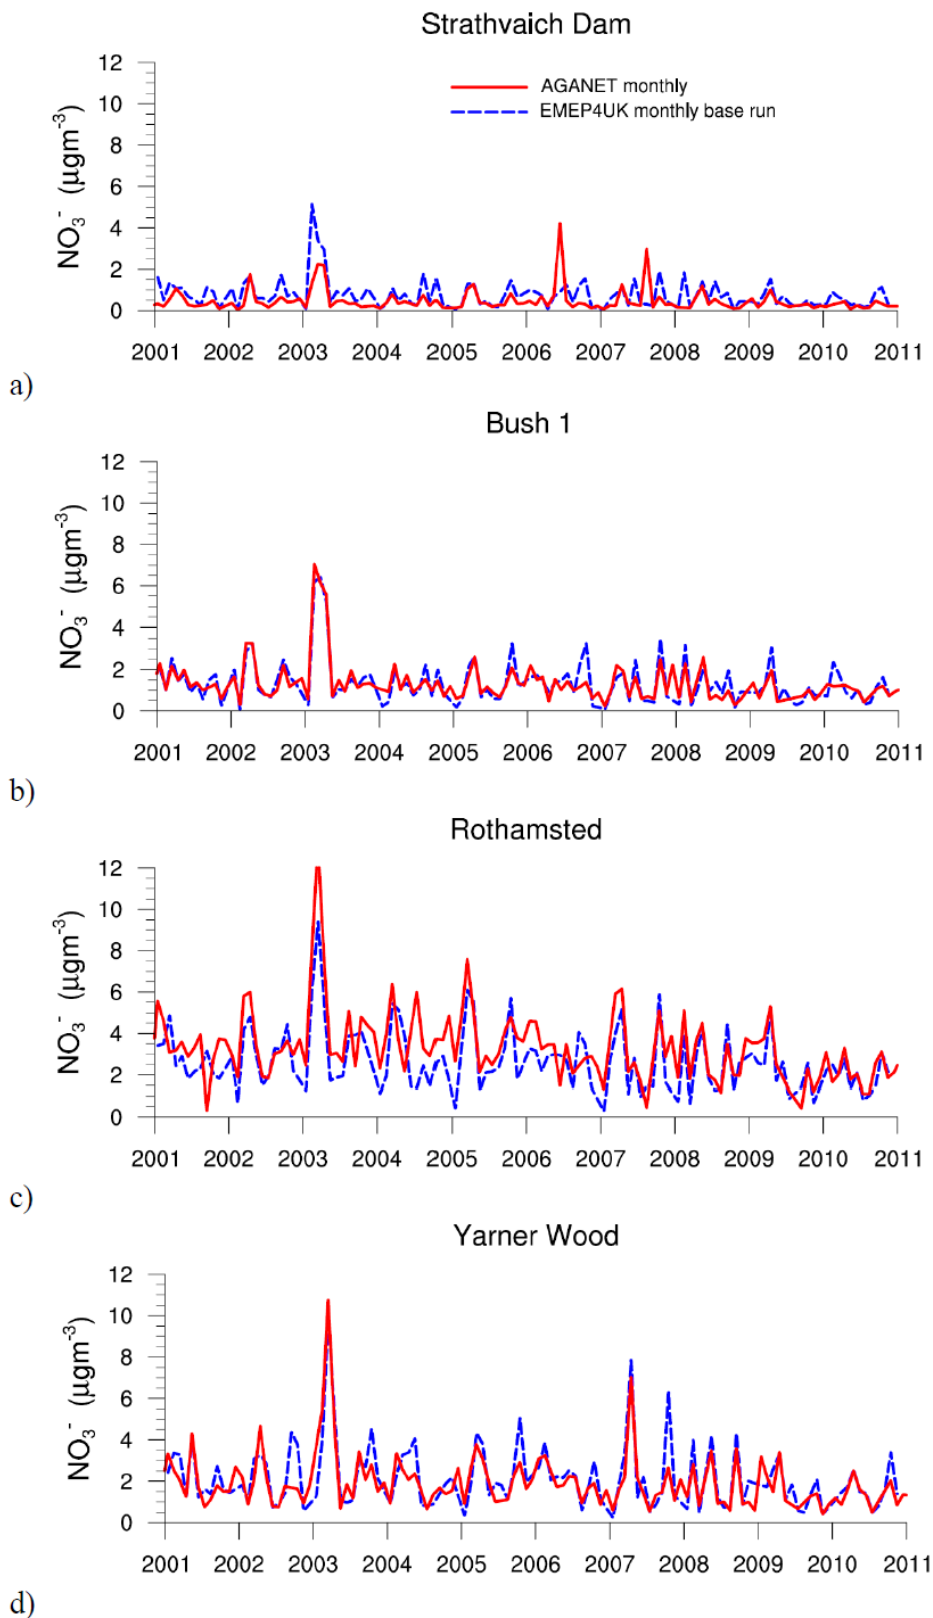 Strathvaich Dam
12
10
8
6
4
2
0
NO₃⁻ (µgm⁻³)
AGANET monthly
EMEP4UK monthly base run
2001 2002 2003 2004 2005 2006 2007 2008 2009 2010 2011
a)
Bush 1
12
10
8
6
4
2
0
NO₃⁻ (µgm⁻³)
2001 2002 2003 2004 2005 2006 2007 2008 2009 2010 2011
b)
Rothamsted
12
10
8
6
4
2
0
NO₃⁻ (µgm⁻³)
2001 2002 2003 2004 2005 2006 2007 2008 2009 2010 2011
c)
Yarner Wood
12
10
8
6
4
2
0
NO₃⁻ (µgm⁻³)
2001 2002 2003 2004 2005 2006 2007 2008 2009 2010 2011
d)